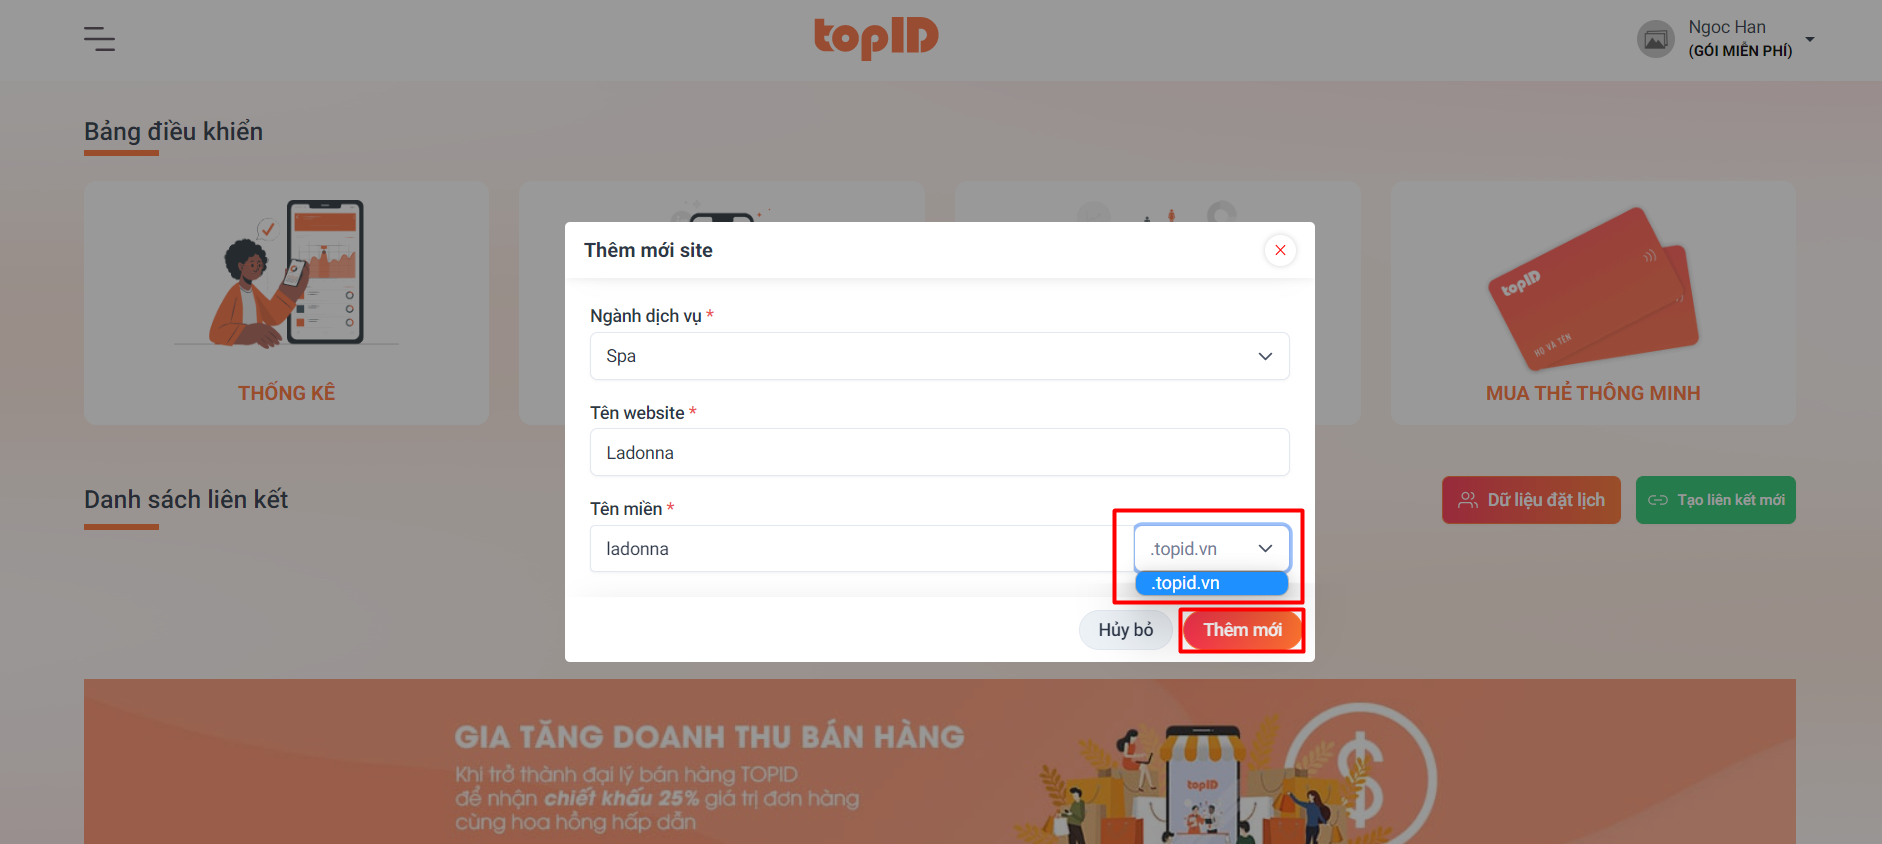 topID
Ngoc Han
(GÓI MIỄN PHÍ)
Bảng điều khiển
THỐNG KÊ
topID
HỌ VÀ TÊN
MUA THẺ THÔNG MINH
Thêm mới site
Ngành dịch vụ *
Spa
Tên website *
Ladonna
Tên miền *
ladonna
.topid.vn
.topid.vn
Hủy bỏ
Thêm mới
Danh sách liên kết
Dữ liệu đặt lịch
Tạo liên kết mới
GIA TĂNG DOANH THU BÁN HÀNG
Khi trở thành đại lý bán hàng TOPID
để nhận chiết khấu 25% giá trị đơn hàng
cùng hoa hồng hấp dẫn
topID